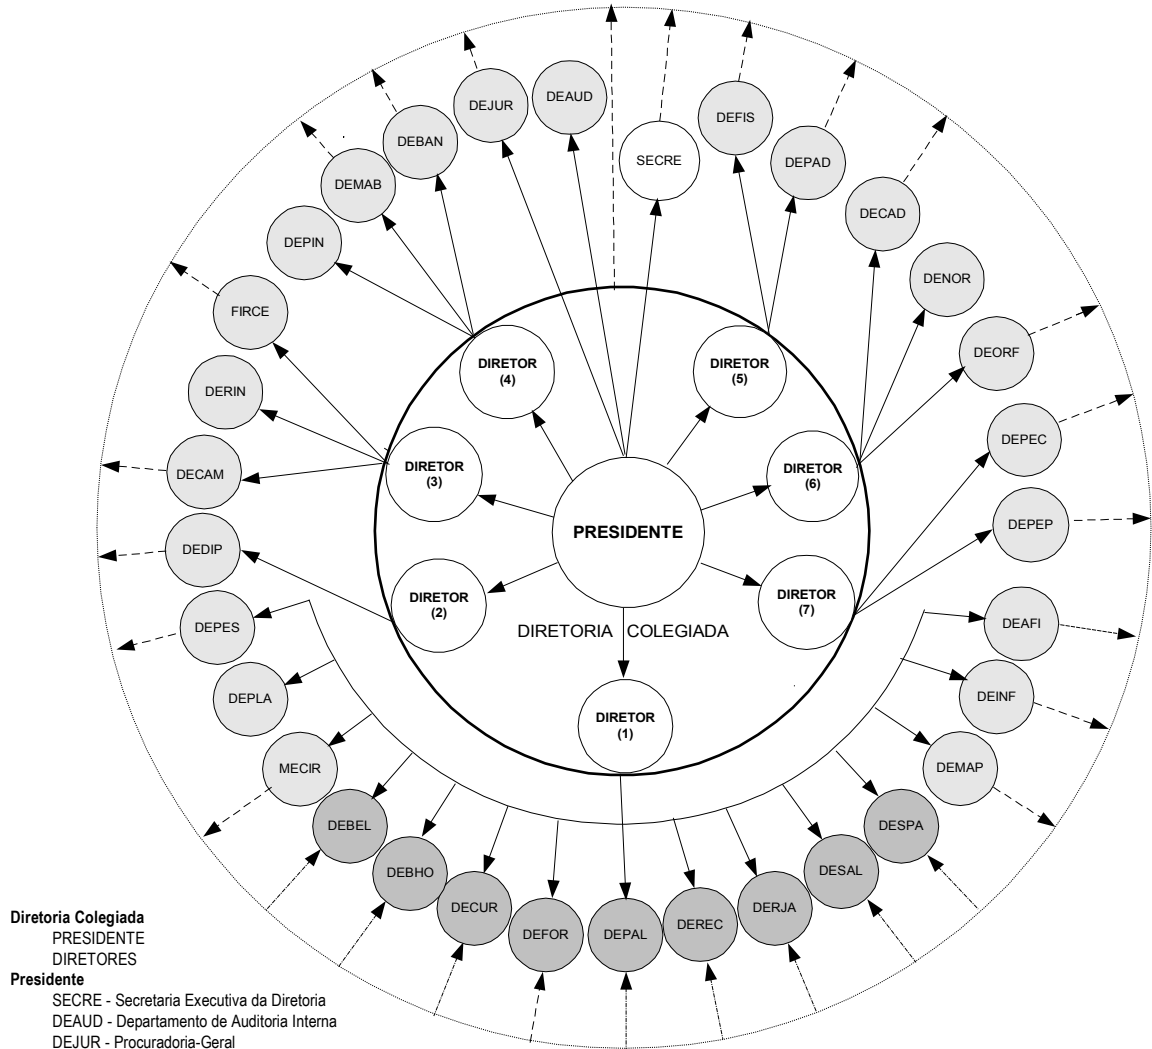 DEJUR
DEAUD
DEFIS
DEBAN
SECRE
DEPAD
DEMAB
DECAD
DEPIN
DENOR
FIRCE
DEORF
DIRETOR
(4)
DIRETOR
(5)
DERIN
DEPEC
DECAM
DIRETOR
(3)
DIRETOR
(6)
DEPEP
PRESIDENTE
DEDIP
DIRETOR
(2)
DIRETOR
(7)
DEPES
DIRETORIA COLEGIADA
DEAFI
DEPLA
DEINF
DIRETOR
(1)
MECIR
DEMAP
DEBEL
DESPA
DEBHO
DESAL
DECUR
DERJA
DEFOR
DEPAL
DEREC
Diretoria Colegiada
PRESIDENTE
DIRETORES
Presidente
SECRE - Secretaria Executiva da Diretoria
DEAUD - Departamento de Auditoria Interna
DEJUR - Procuradoria-Geral